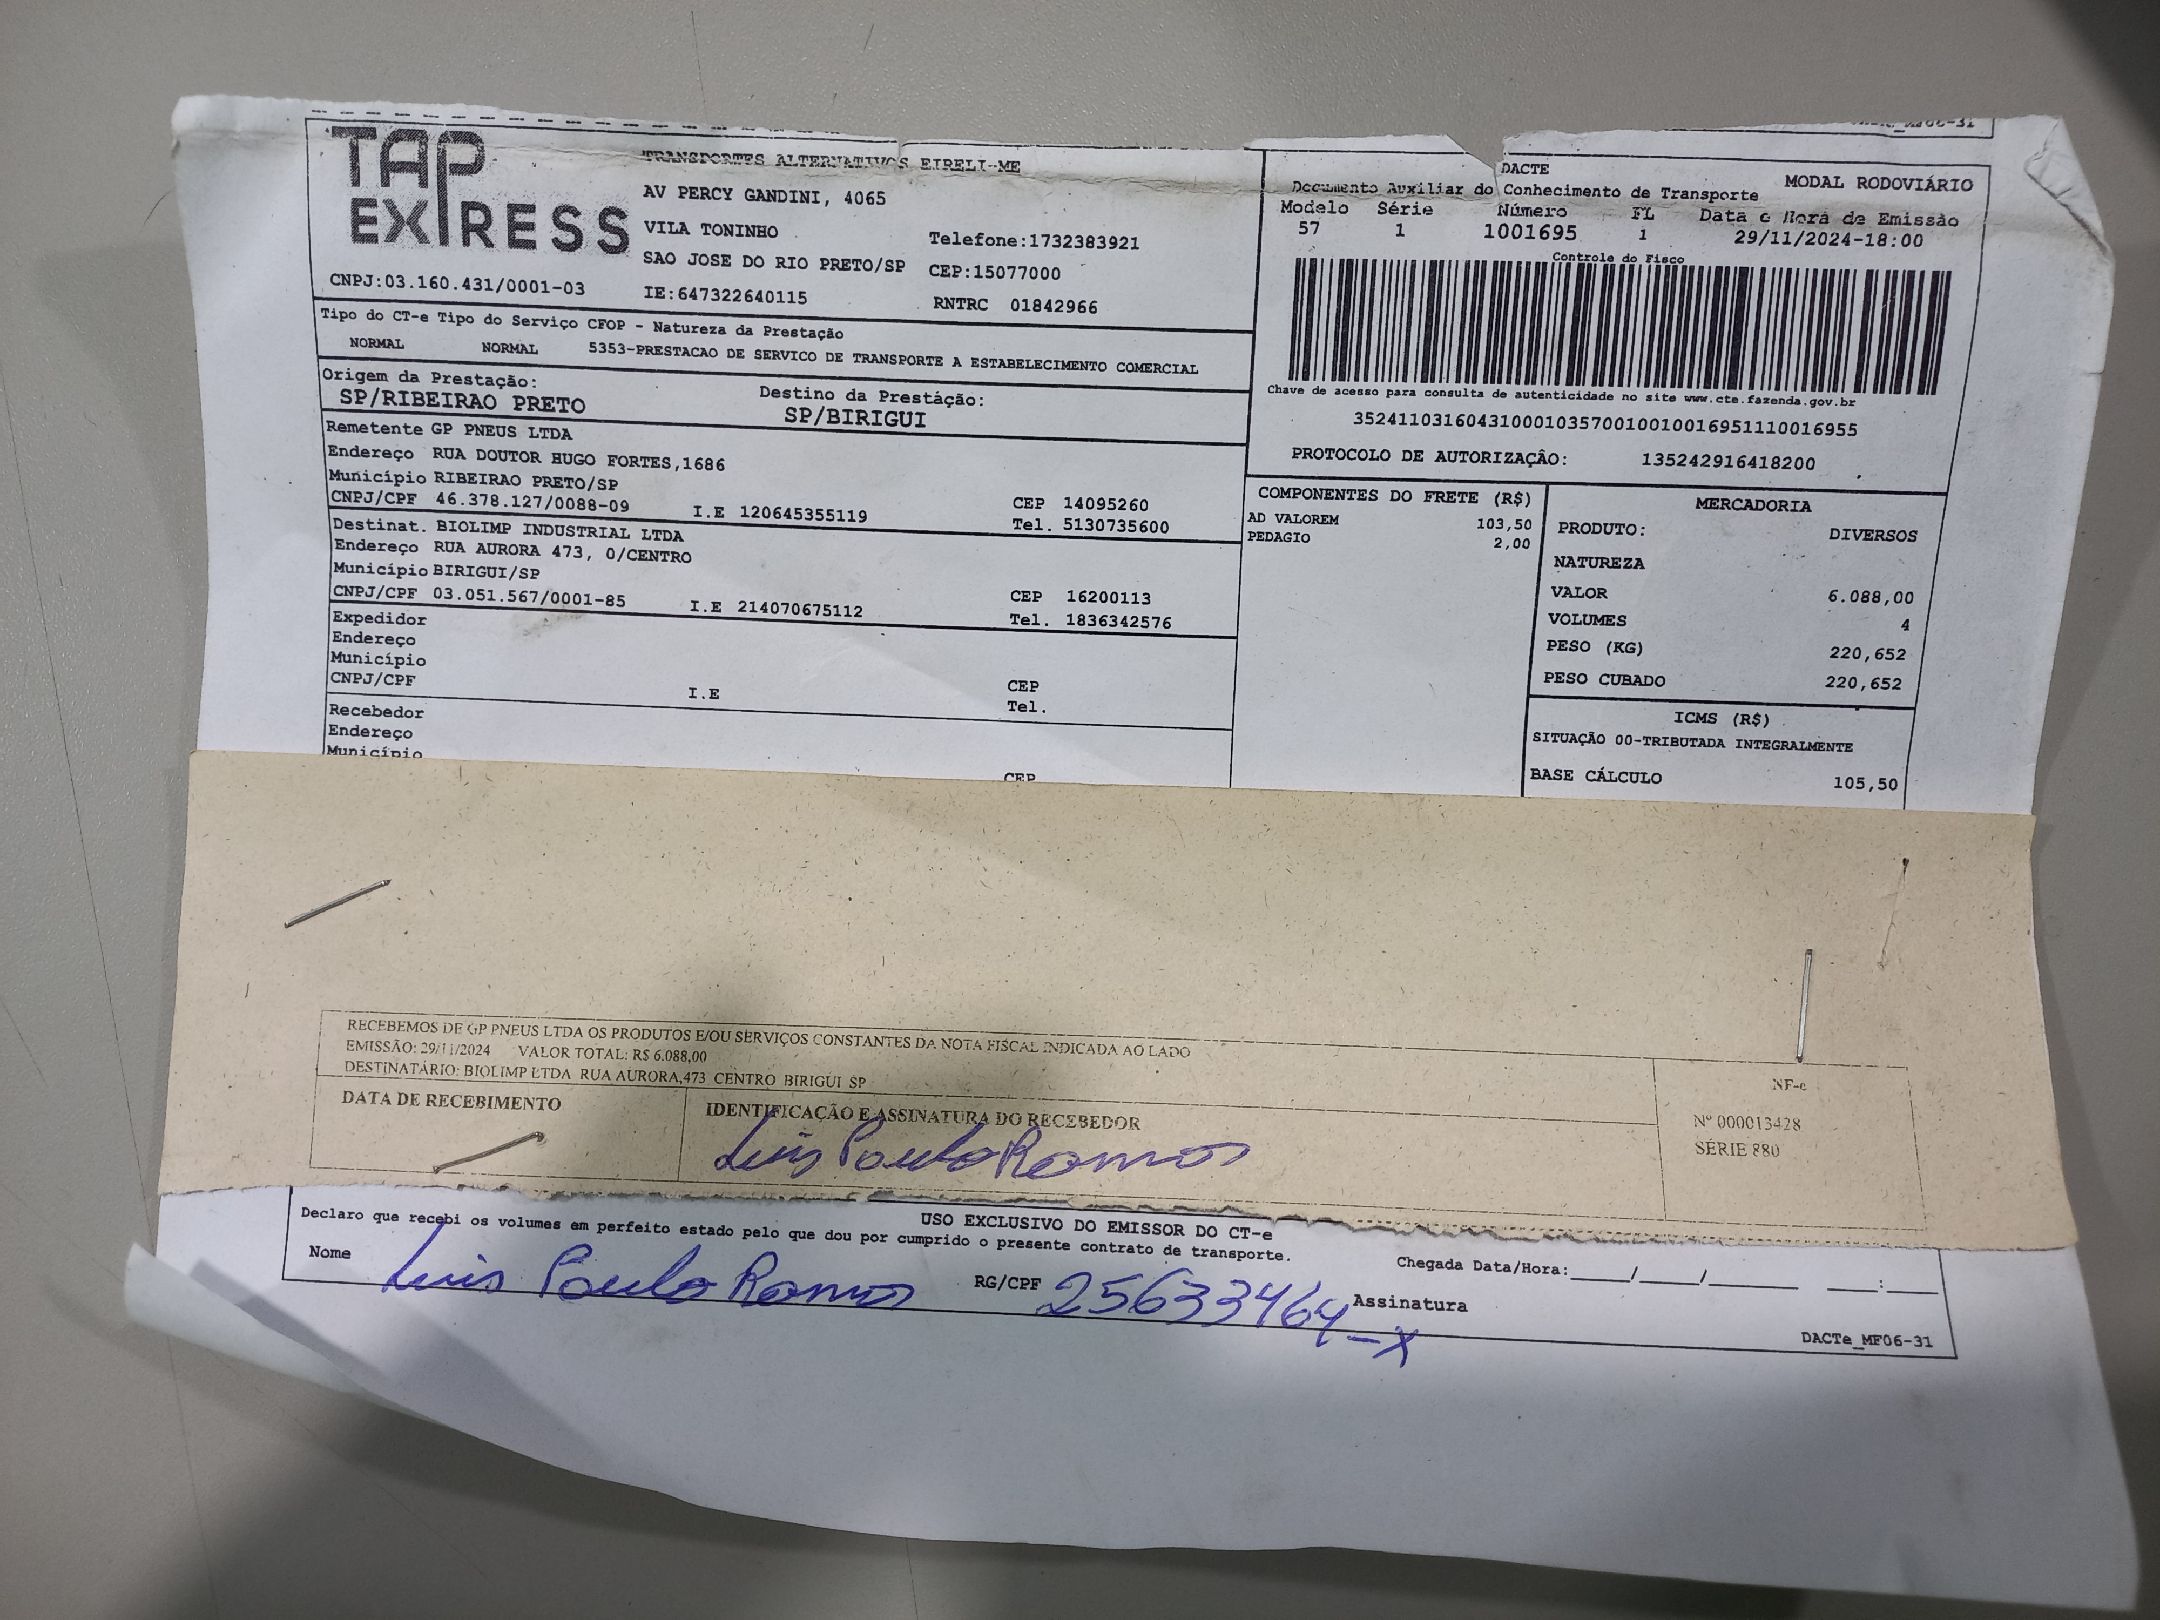 MF06-31
TAP
EXPRESS
TRANSPORTES ALTERNATIVOS EIRELI-ME
AV PERCY GANDINI, 4065
VILA TONINHO
Telefone:1732383921
SAO JOSE DO RIO PRETO/SP CEP:15077000
CNPJ:03.160.431/0001-03 IE:647322640115 RNTRC 01842966
DACTE
Documento Auxiliar do Conhecimento de Transporte
MODAL RODOVIÁRIO
Modelo Série Número FL Data e Hora de Emissão
57 1 1001695 1 29/11/2024-18:00
Controle do Fisco
Chave de acesso para consulta de autenticidade no site www.cte.fazenda.gov.br
35241103160431000103570010010016951110016955
PROTOCOLO DE AUTORIZAÇÃO: 135242916418200
Tipo do CT-e Tipo do Serviço CFOP - Natureza da Prestação
NORMAL NORMAL 5353-PRESTACAO DE SERVICO DE TRANSPORTE A ESTABELECIMENTO COMERCIAL
Origem da Prestação: Destino da Prestação:
SP/RIBEIRAO PRETO SP/BIRIGUI
Remetente GP PNEUS LTDA
Endereço RUA DOUTOR HUGO FORTES,1686
Município RIBEIRAO PRETO/SP CEP 14095260
CNPJ/CPF 46.378.127/0088-09 I.E 120645355119 Tel. 5130735600
Destinat. BIOLIMP INDUSTRIAL LTDA
Endereço RUA AURORA 473, 0/CENTRO
Município BIRIGUI/SP CEP 16200113
CNPJ/CPF 03.051.567/0001-85 I.E 214070675112 Tel. 1836342576
Expedidor
Endereço
Município CEP
CNPJ/CPF I.E Tel.
Recebedor
Endereço
Município CEP
COMPONENTES DO FRETE (R$)
AD VALOREM 103,50
PEDAGIO 2,00
MERCADORIA
PRODUTO: DIVERSOS
NATUREZA
VALOR 6.088,00
VOLUMES 4
PESO (KG) 220,652
PESO CUBADO 220,652
ICMS (R$)
SITUAÇÃO 00-TRIBUTADA INTEGRALMENTE
BASE CÁLCULO 105,50
RECEBEMOS DE GP PNEUS LTDA OS PRODUTOS E/OU SERVIÇOS CONSTANTES DA NOTA FISCAL INDICADA AO LADO
EMISSÃO: 29/11/2024 VALOR TOTAL: R$ 6.088,00
DESTINATÁRIO: BIOLIMP LTDA RUA AURORA,473 CENTRO BIRIGUI SP
DATA DE RECEBIMENTO IDENTIFICAÇÃO E ASSINATURA DO RECEBEDOR
Luis Paulo Ramos
NF-e
Nº 000013428
SÉRIE 880
USO EXCLUSIVO DO EMISSOR DO CT-e
Declaro que recebi os volumes em perfeito estado pelo que dou por cumprido o presente contrato de transporte.
Chegada Data/Hora:____/____/______ ____:____
Nome Luis Paulo Ramos RG/CPF 25633464-X Assinatura
DACTe_MF06-31